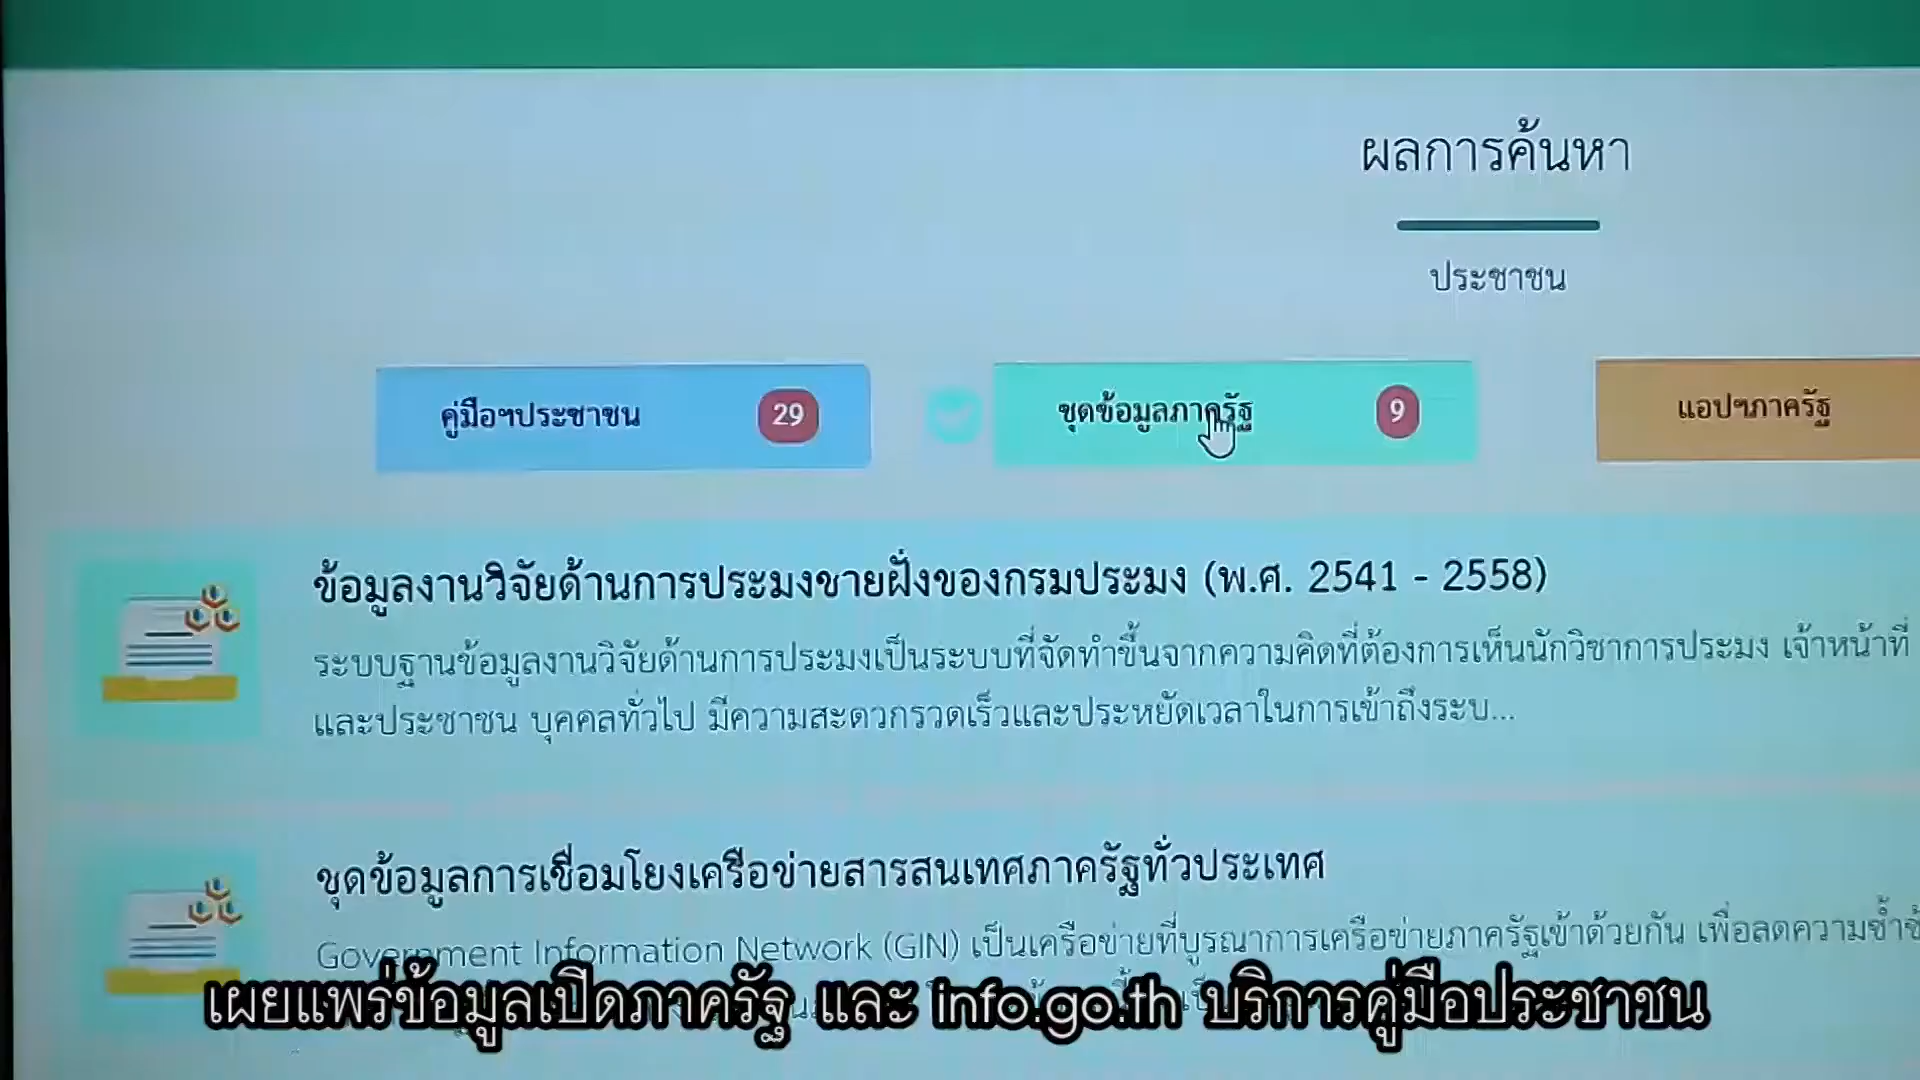 ผลการค้นหา
ประชาชน
คู่มือฯประชาชน 29
ชุดข้อมูลภาครัฐ 9
แอปฯภาครัฐ
ข้อมูลงานวิจัยด้านการประมงชายฝั่งของกรมประมง (พ.ศ. 2541 - 2558)
ระบบฐานข้อมูลงานวิจัยด้านการประมงเป็นระบบที่จัดทำขึ้นจากความคิดที่ต้องการเห็นนักวิชาการประมง เจ้าหน้าที่
และประชาชน บุคคลทั่วไป มีความสะดวกรวดเร็วและประหยัดเวลาในการเข้าถึงระบ...
ชุดข้อมูลการเชื่อมโยงเครือข่ายสารสนเทศภาครัฐทั่วประเทศ
Government Information Network (GIN) เป็นเครือข่ายที่บูรณาการเครือข่ายภาครัฐเข้าด้วยกัน เพื่อลดความซ้ำ
เผยแพร่ข้อมูลเปิดภาครัฐ และ info.go.th บริการคู่มือประชาชน